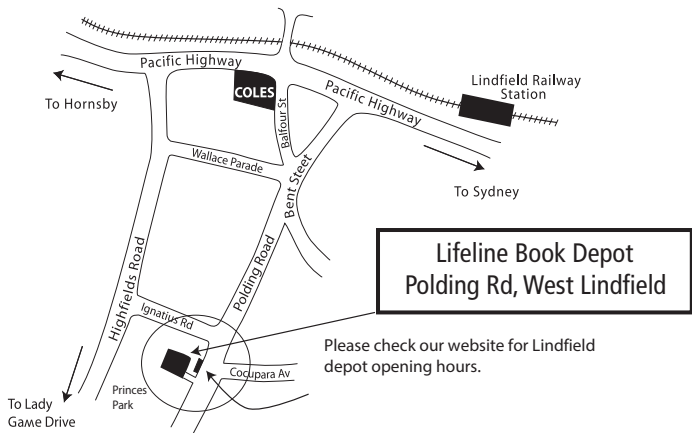 Pacific Highway
COLES
Pacific Highway
Lindfield Railway
Station
To Hornsby
Balfour St
Wallace Parade
Bent Steet
To Sydney
Highfields Road
Polding Road
Lifeline Book Depot
Polding Rd, West Lindfield
Ignatius Rd
Please check our website for Lindfield
depot opening hours.
Cocupara Av
Princes
Park
To Lady
Game Drive